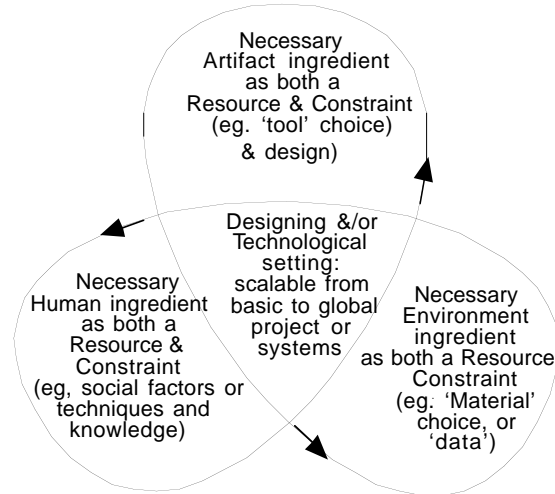 Necessary
Artifact ingredient
as both a
Resource & Constraint
(eg. ‘tool’ choice)
& design)
Designing &/or
Technological
setting:
scalable from
basic to global
project or
systems
Necessary
Human ingredient
as both a
Resource &
Constraint
(eg, social factors or
techniques and
knowledge)
Necessary
Environment
ingredient
as both a Resource
Constraint
(eg. ‘Material’
choice, or
‘data’)